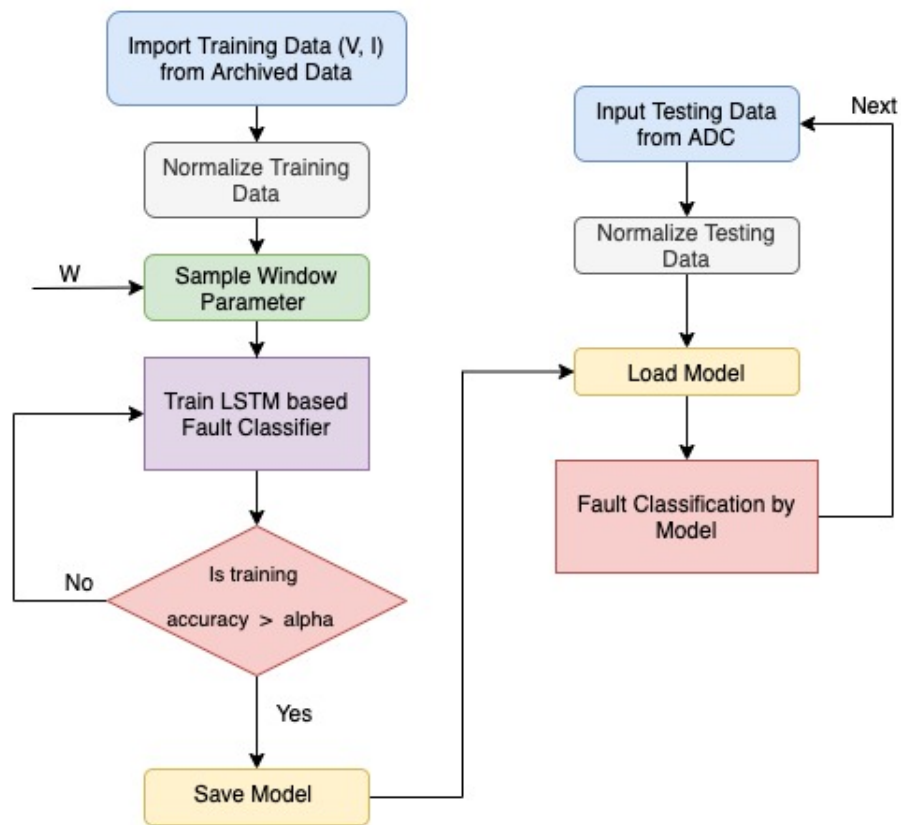 Import Training Data (V, I)
from Archived Data
Normalize Training
Data
W
Sample Window
Parameter
Train LSTM based
Fault Classifier
No
Is training
accuracy > alpha
Yes
Save Model
Next
Input Testing Data
from ADC
Normalize Testing
Data
Load Model
Fault Classification by
Model